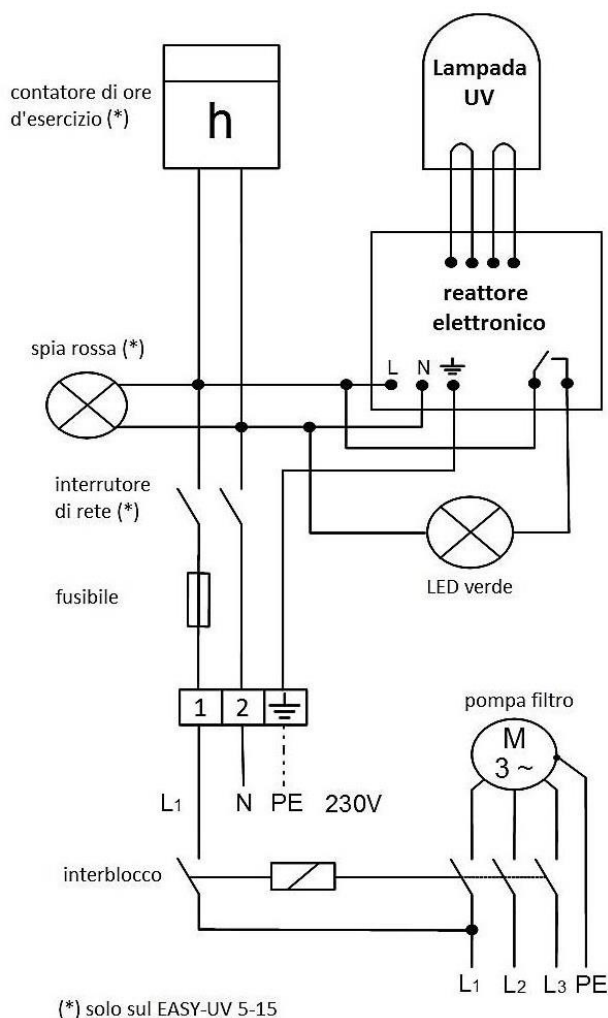 contatore di ore
d'esercizio (*)
h
Lampada
UV
reattore
elettronico
spia rossa (*)
L N
interrutore
di rete (*)
LED verde
fusibile
1 2
pompa filtro
M
3 ~
L1 N PE 230V
interblocco
L1 L2 L3 PE
(*) solo sul EASY-UV 5-15